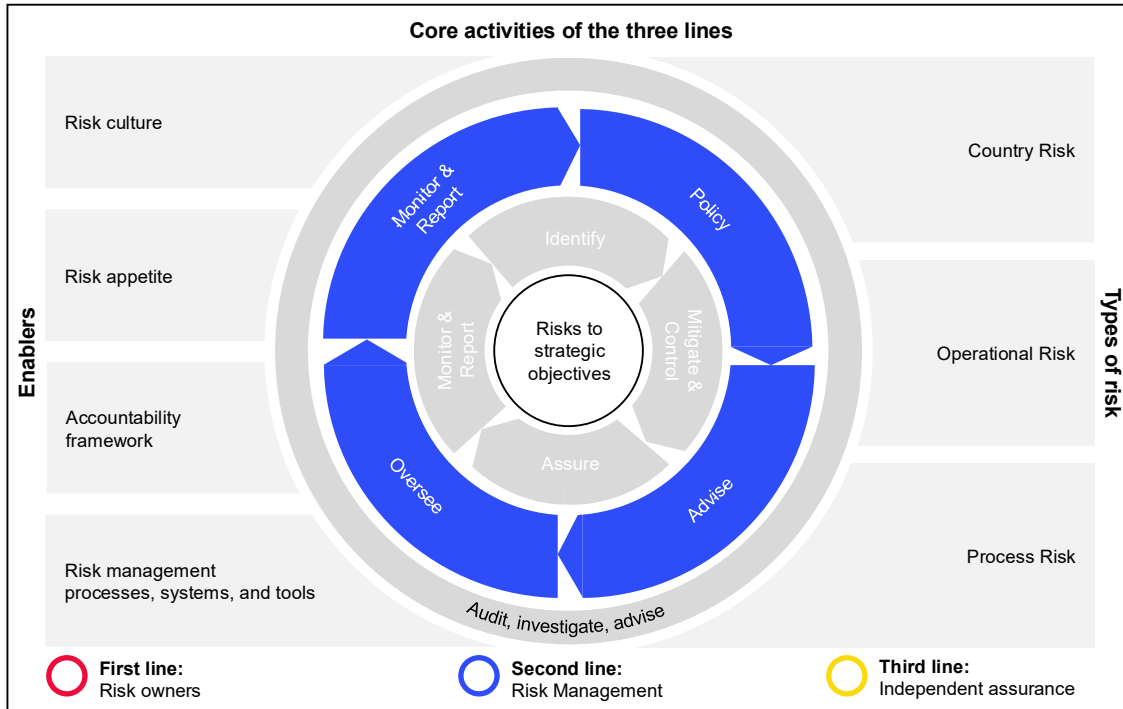 Core activities of the three lines
Enablers
Risk culture
Risk appetite
Accountability
framework
Risk management
processes, systems, and tools
Monitor &
Report
Policy
Advise
Oversee
Identify
Mitigate &
Control
Assure
Monitor &
Report
Risks to
strategic
objectives
Audit, investigate, advise
Types of risk
Country Risk
Operational Risk
Process Risk
First line:
Risk owners
Second line:
Risk Management
Third line:
Independent assurance